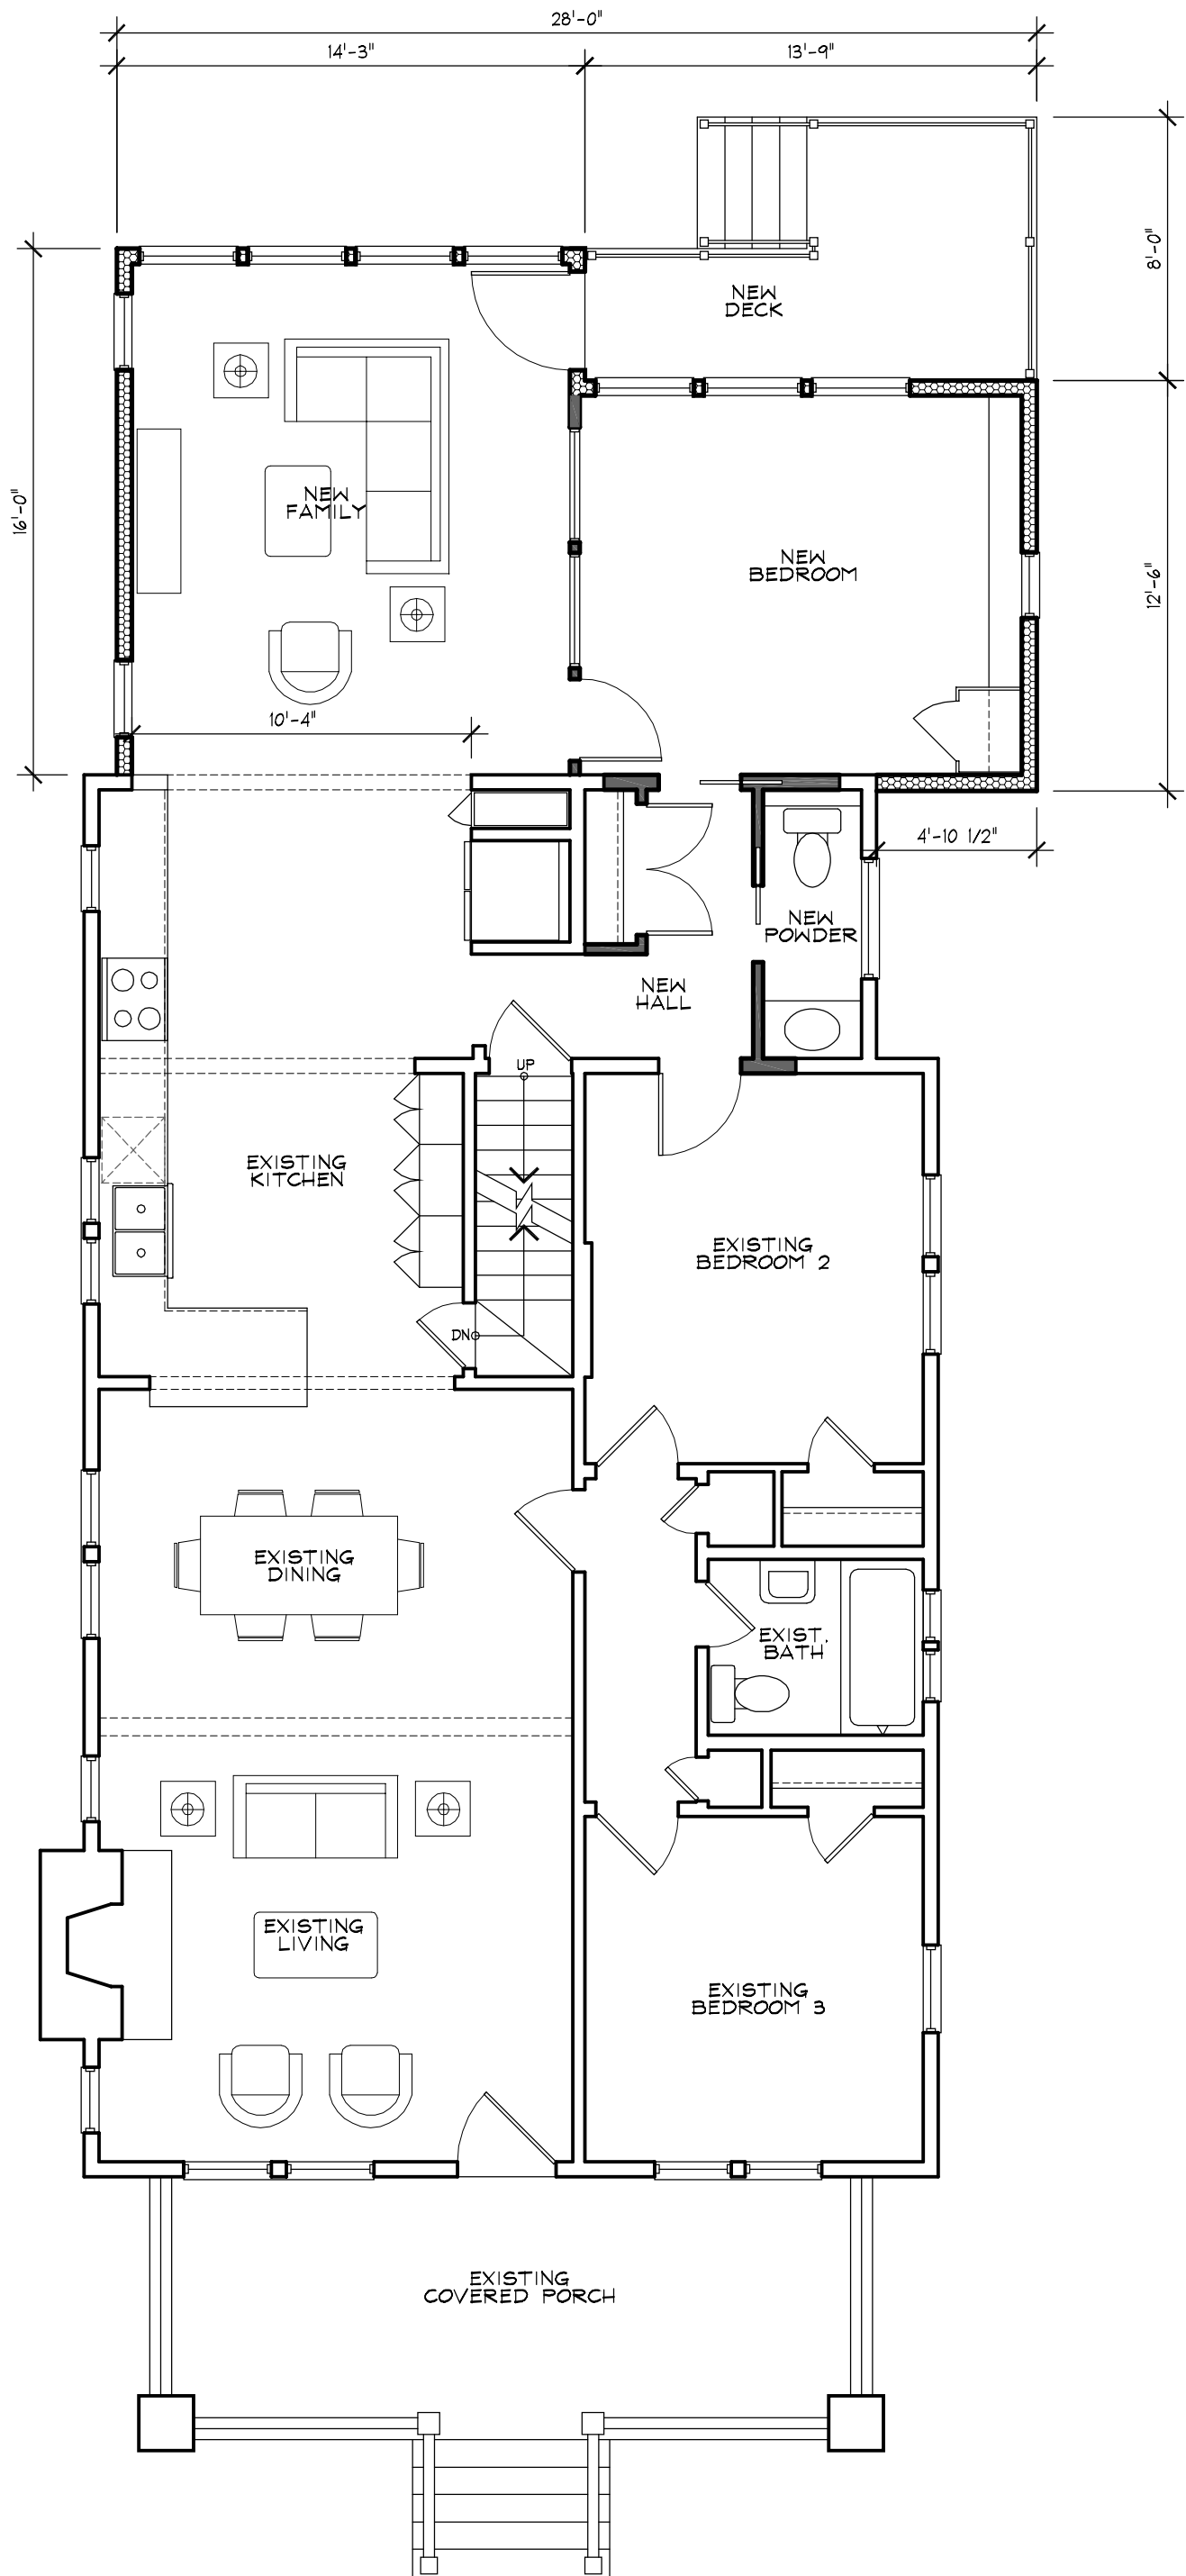 28'-0"
14'-3"
13'-9"
8'-0"
NEW
DECK
16'-0"
NEW
FAMILY
NEW
BEDROOM
12'-6"
10'-4"
4'-10 1/2"
NEW
POWDER
NEW
HALL
UP
EXISTING
KITCHEN
EXISTING
BEDROOM 2
DN
EXISTING
DINING
EXIST.
BATH
EXISTING
LIVING
EXISTING
BEDROOM 3
EXISTING
COVERED PORCH